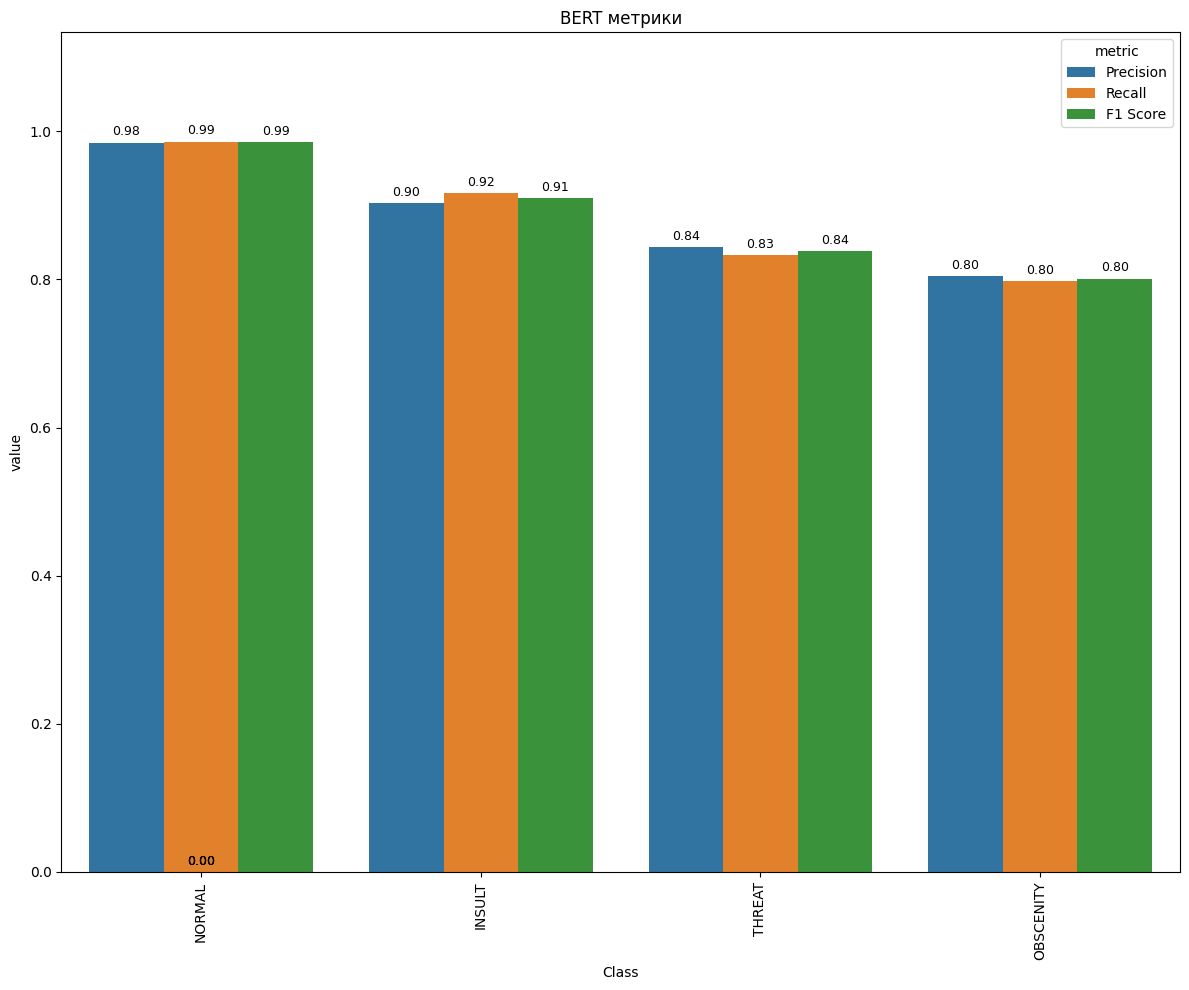 BERT метрики
metric
Precision
Recall
F1 Score
value
1.0
0.8
0.6
0.4
0.2
0.0
0.98
0.99
0.99
0.90
0.92
0.91
0.84
0.83
0.84
0.80
0.80
0.80
0.00
NORMAL
INSULT
THREAT
OBSCENITY
Class